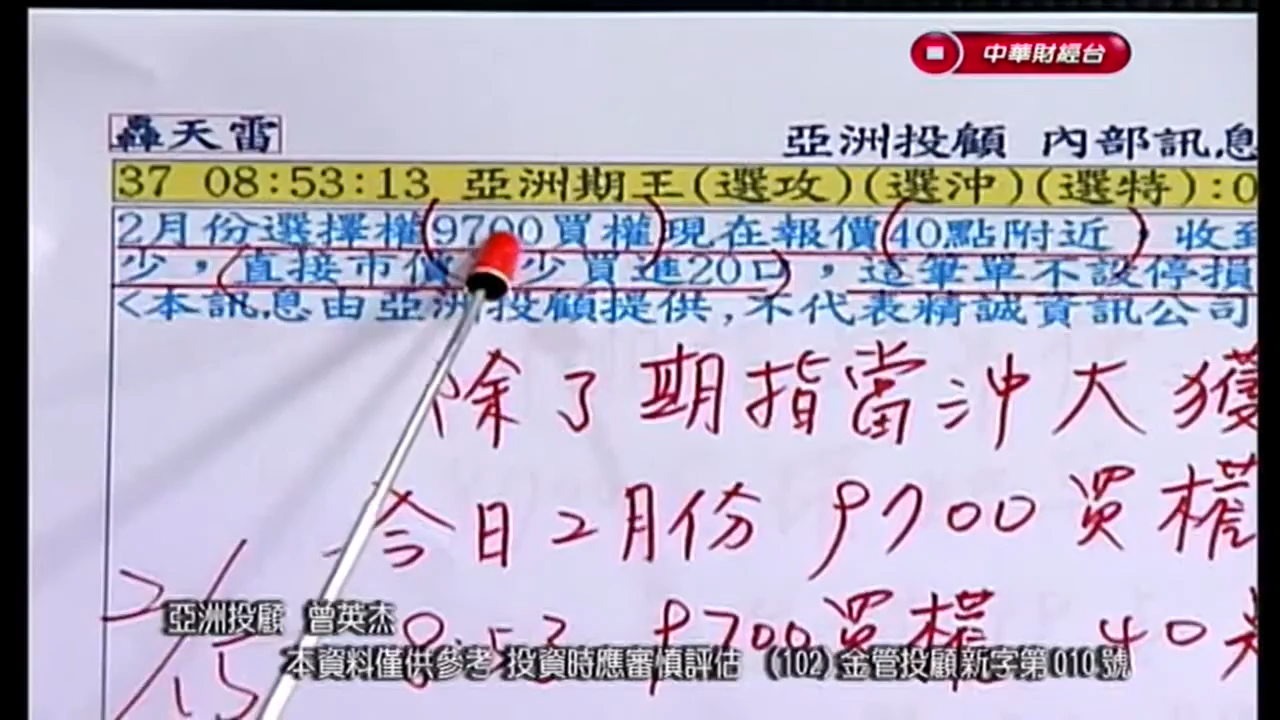 中華財經台
轟天雷
亞洲投顧 內部訊息
37 08:53:13 亞洲期王(選攻)(選沖)(選特):0
2月份選擇權(9700買權)現在報價(40點附近),收到
少,(直接市價 少買進20口),這筆單不設停損
<本訊息由亞洲投顧提供,不代表精誠資訊公司
除了期指當沖大獲
今日2月份 9700買權
2/15
8:53 9700買權 40點
亞洲投顧 曾英杰
本資料僅供參考 投資時應審慎評估 (102) 金管投顧新字第010號